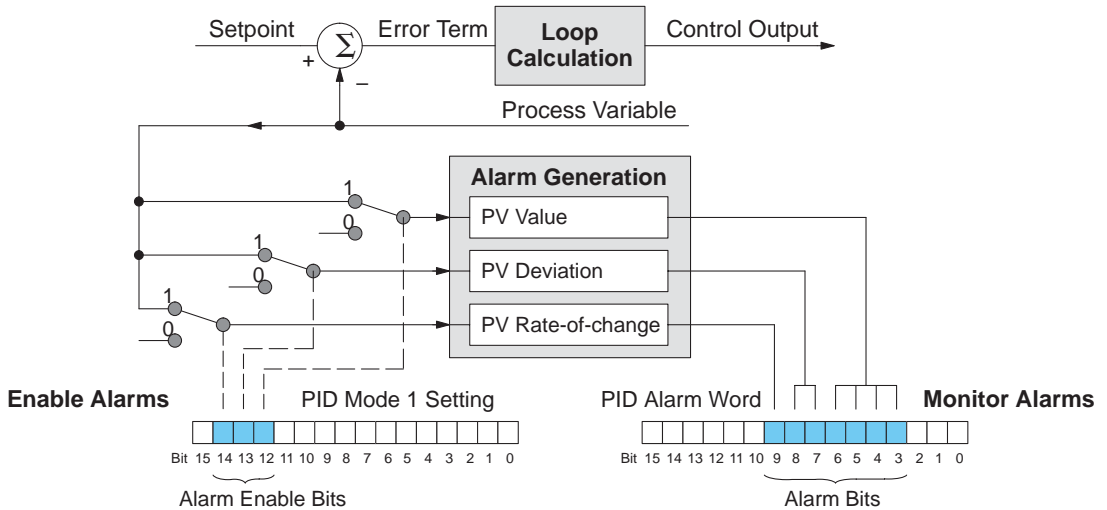 Setpoint
Error Term
Loop
Calculation
Control Output
+
Σ
–
Process Variable
Alarm Generation
1
0
PV Value
1
0
PV Deviation
1
0
PV Rate-of-change
Enable Alarms
PID Mode 1 Setting
PID Alarm Word
Monitor Alarms
Bit 15 14 13 12 11 10 9 8 7 6 5 4 3 2 1 0
Bit 15 14 13 12 11 10 9 8 7 6 5 4 3 2 1 0
Alarm Enable Bits
Alarm Bits